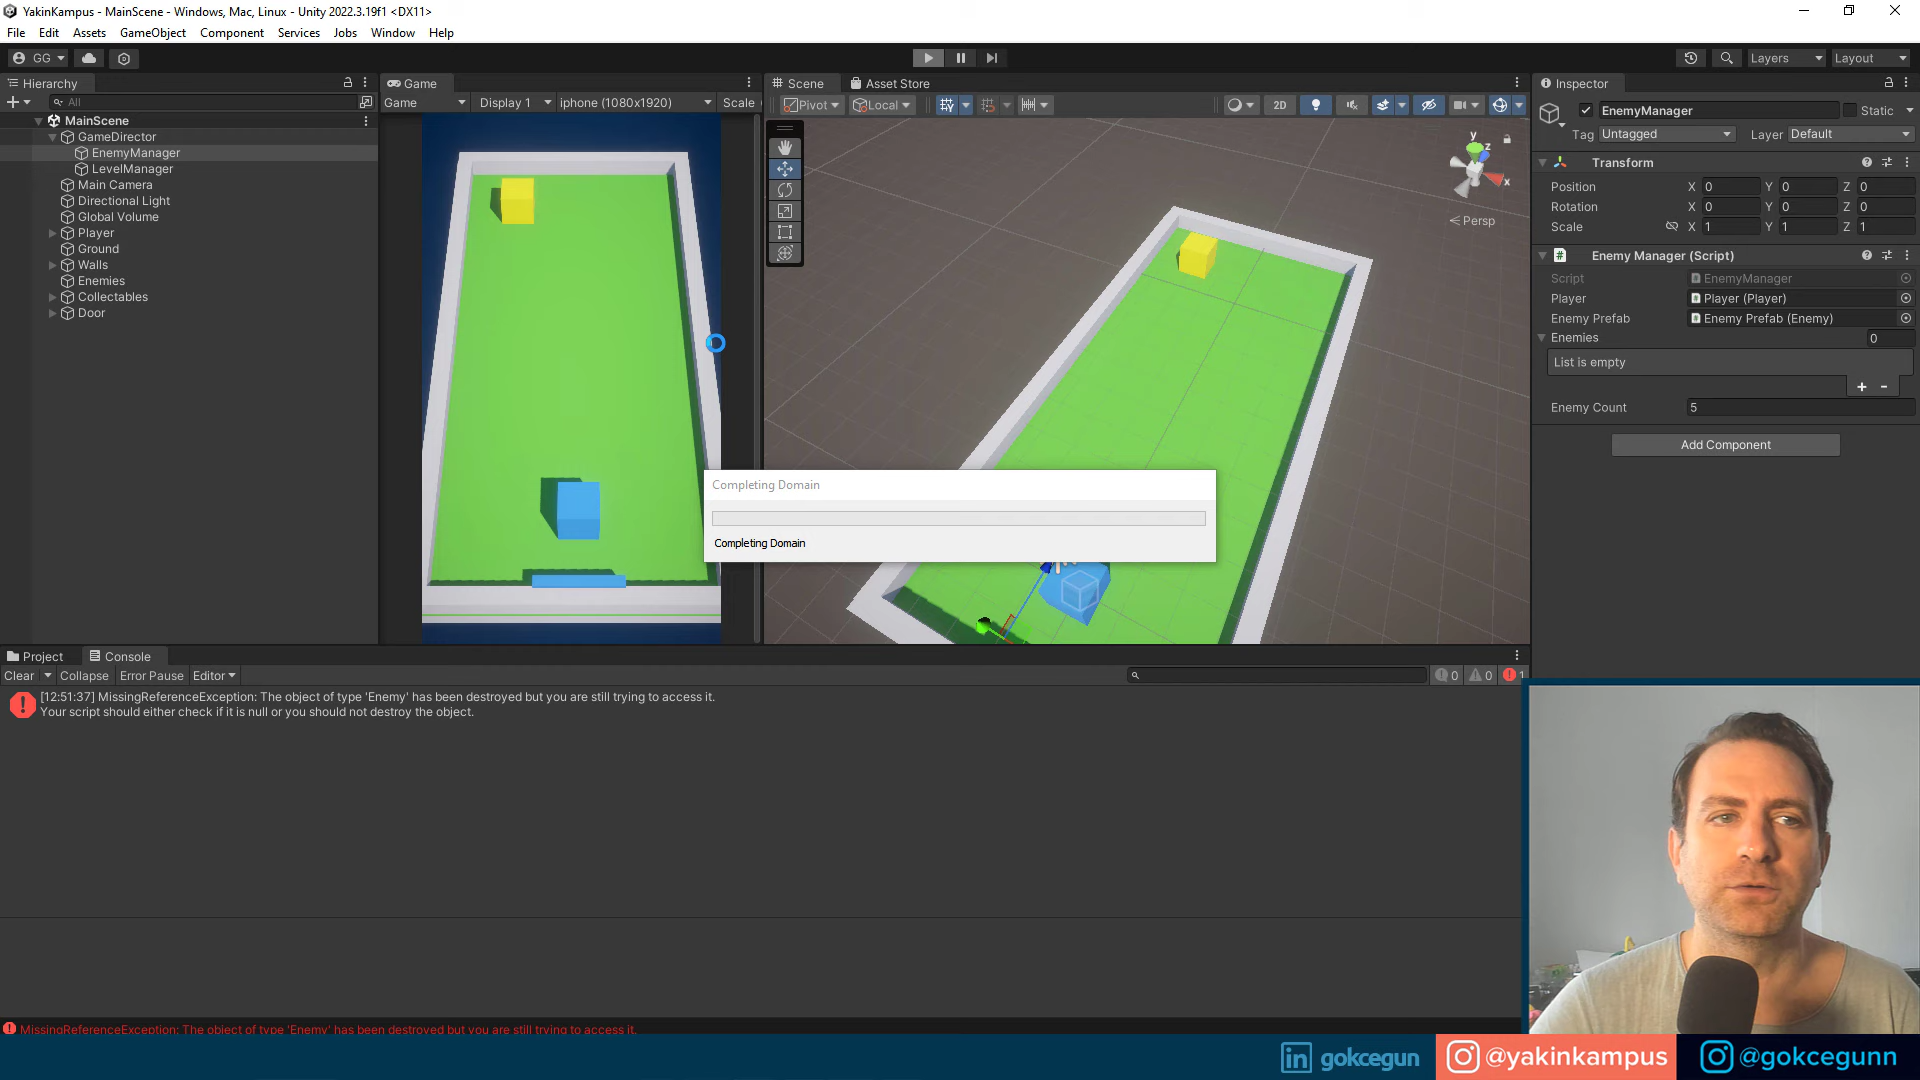 YakinKampus - MainScene - Windows, Mac, Linux - Unity 2022.3.19f1 <DX11>
File Edit Assets GameObject Component Services Jobs Window Help
GG
Layers Layout
Hierarchy
All
MainScene
GameDirector
EnemyManager
LevelManager
Main Camera
Directional Light
Global Volume
Player
Ground
Walls
Enemies
Collectables
Door
Game
Game Display 1 iphone (1080x1920) Scale
Scene Asset Store
Pivot Local 2D
y
z
x
Persp
Completing Domain
Completing Domain
Inspector
EnemyManager Static
Tag Untagged Layer Default
Transform
Position X 0 Y 0 Z 0
Rotation X 0 Y 0 Z 0
Scale X 1 Y 1 Z 1
Enemy Manager (Script)
Script EnemyManager
Player Player (Player)
Enemy Prefab Enemy Prefab (Enemy)
Enemies 0
List is empty
+ -
Enemy Count 5
Add Component
Project Console
Clear Collapse Error Pause Editor
0 0 1
[12:51:37] MissingReferenceException: The object of type 'Enemy' has been destroyed but you are still trying to access it.
Your script should either check if it is null or you should not destroy the object.
MissingReferenceException: The object of type 'Enemy' has been destroyed but you are still trying to access it.
in gokcegun @yakinkampus @gokcegunn